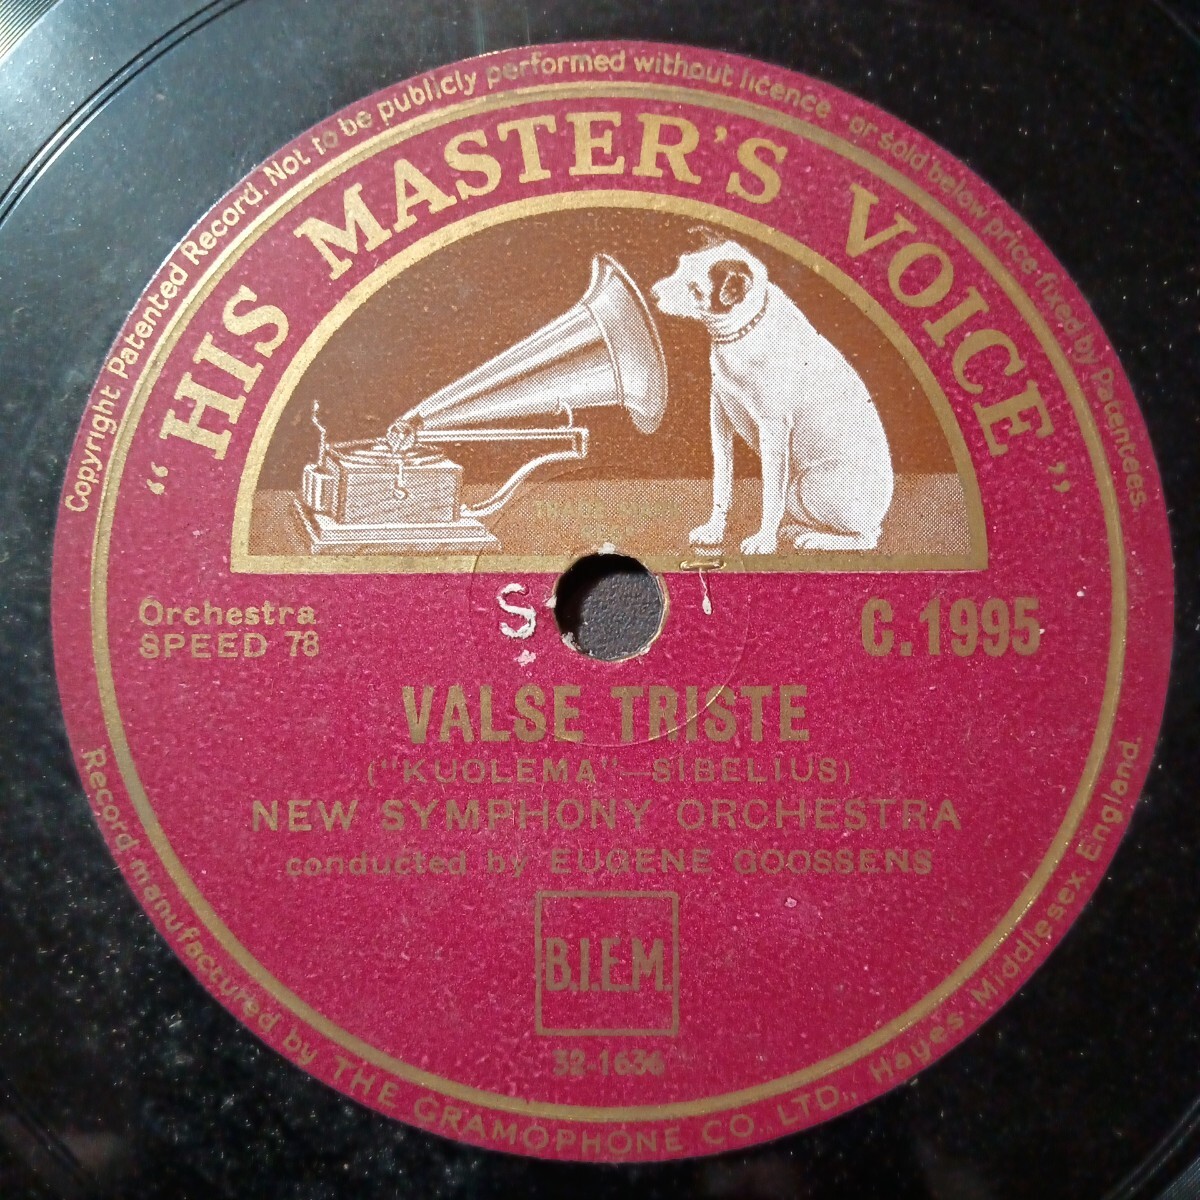 Copyright. Patented Record. Not to be publicly performed without licence or sold below price fixed by Patentees.
"HIS MASTER'S VOICE"
S
Orchestra
SPEED 78
C.1995
VALSE TRISTE
("KUOLEMA"—SIBELIUS)
NEW SYMPHONY ORCHESTRA
conducted by EUGENE GOOSSENS
B.I.E.M.
32-1636
Record manufactured by THE GRAMOPHONE CO. LTD., Hayes, Middlesex, England.